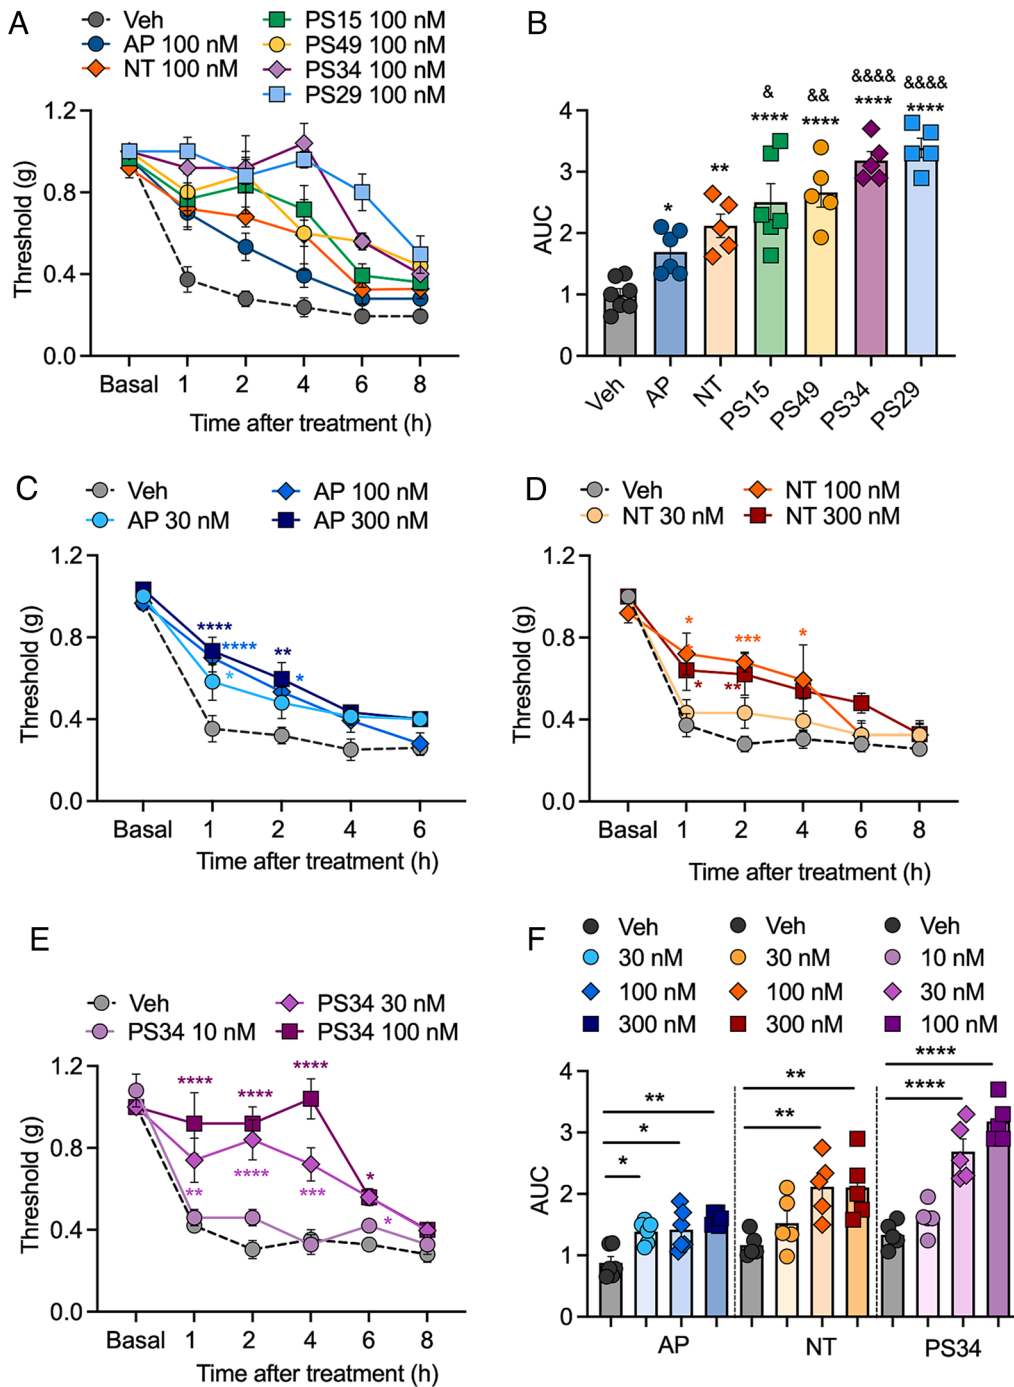 A
Veh
AP 100 nM
NT 100 nM
PS15 100 nM
PS49 100 nM
PS34 100 nM
PS29 100 nM
Threshold (g)
1.2
0.8
0.4
0.0
Basal 1 2 4 6 8
Time after treatment (h)
B
AUC
4
3
2
1
0
*
**
&
****
&&
****
&&&&
****
&&&&
****
Veh AP NT PS15 PS49 PS34 PS29
C
Veh
AP 30 nM
AP 100 nM
AP 300 nM
Threshold (g)
1.2
0.8
0.4
0.0
****
****
*
**
*
Basal 1 2 4 6
Time after treatment (h)
D
Veh
NT 30 nM
NT 100 nM
NT 300 nM
Threshold (g)
1.2
0.8
0.4
0.0
*
***
*
*
**
Basal 1 2 4 6 8
Time after treatment (h)
E
Veh
PS34 10 nM
PS34 30 nM
PS34 100 nM
Threshold (g)
1.2
0.8
0.4
0.0
****
****
****
*
**
****
***
*
Basal 1 2 4 6 8
Time after treatment (h)
F
Veh
30 nM
100 nM
300 nM
Veh
30 nM
100 nM
300 nM
Veh
10 nM
30 nM
100 nM
AUC
4
3
2
1
0
**
*
*
**
**
****
****
AP NT PS34